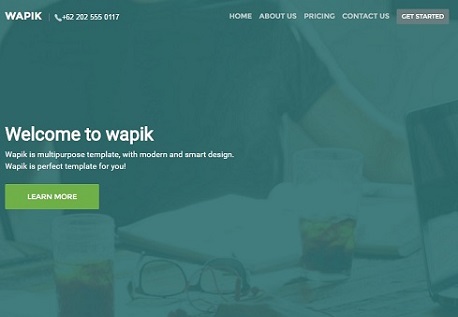 WAPIK | +62 202 555 0117 HOME ABOUT US PRICING CONTACT US GET STARTED
Welcome to wapik
Wapik is multipurpose template, with modern and smart design.
Wapik is perfect template for you!
LEARN MORE